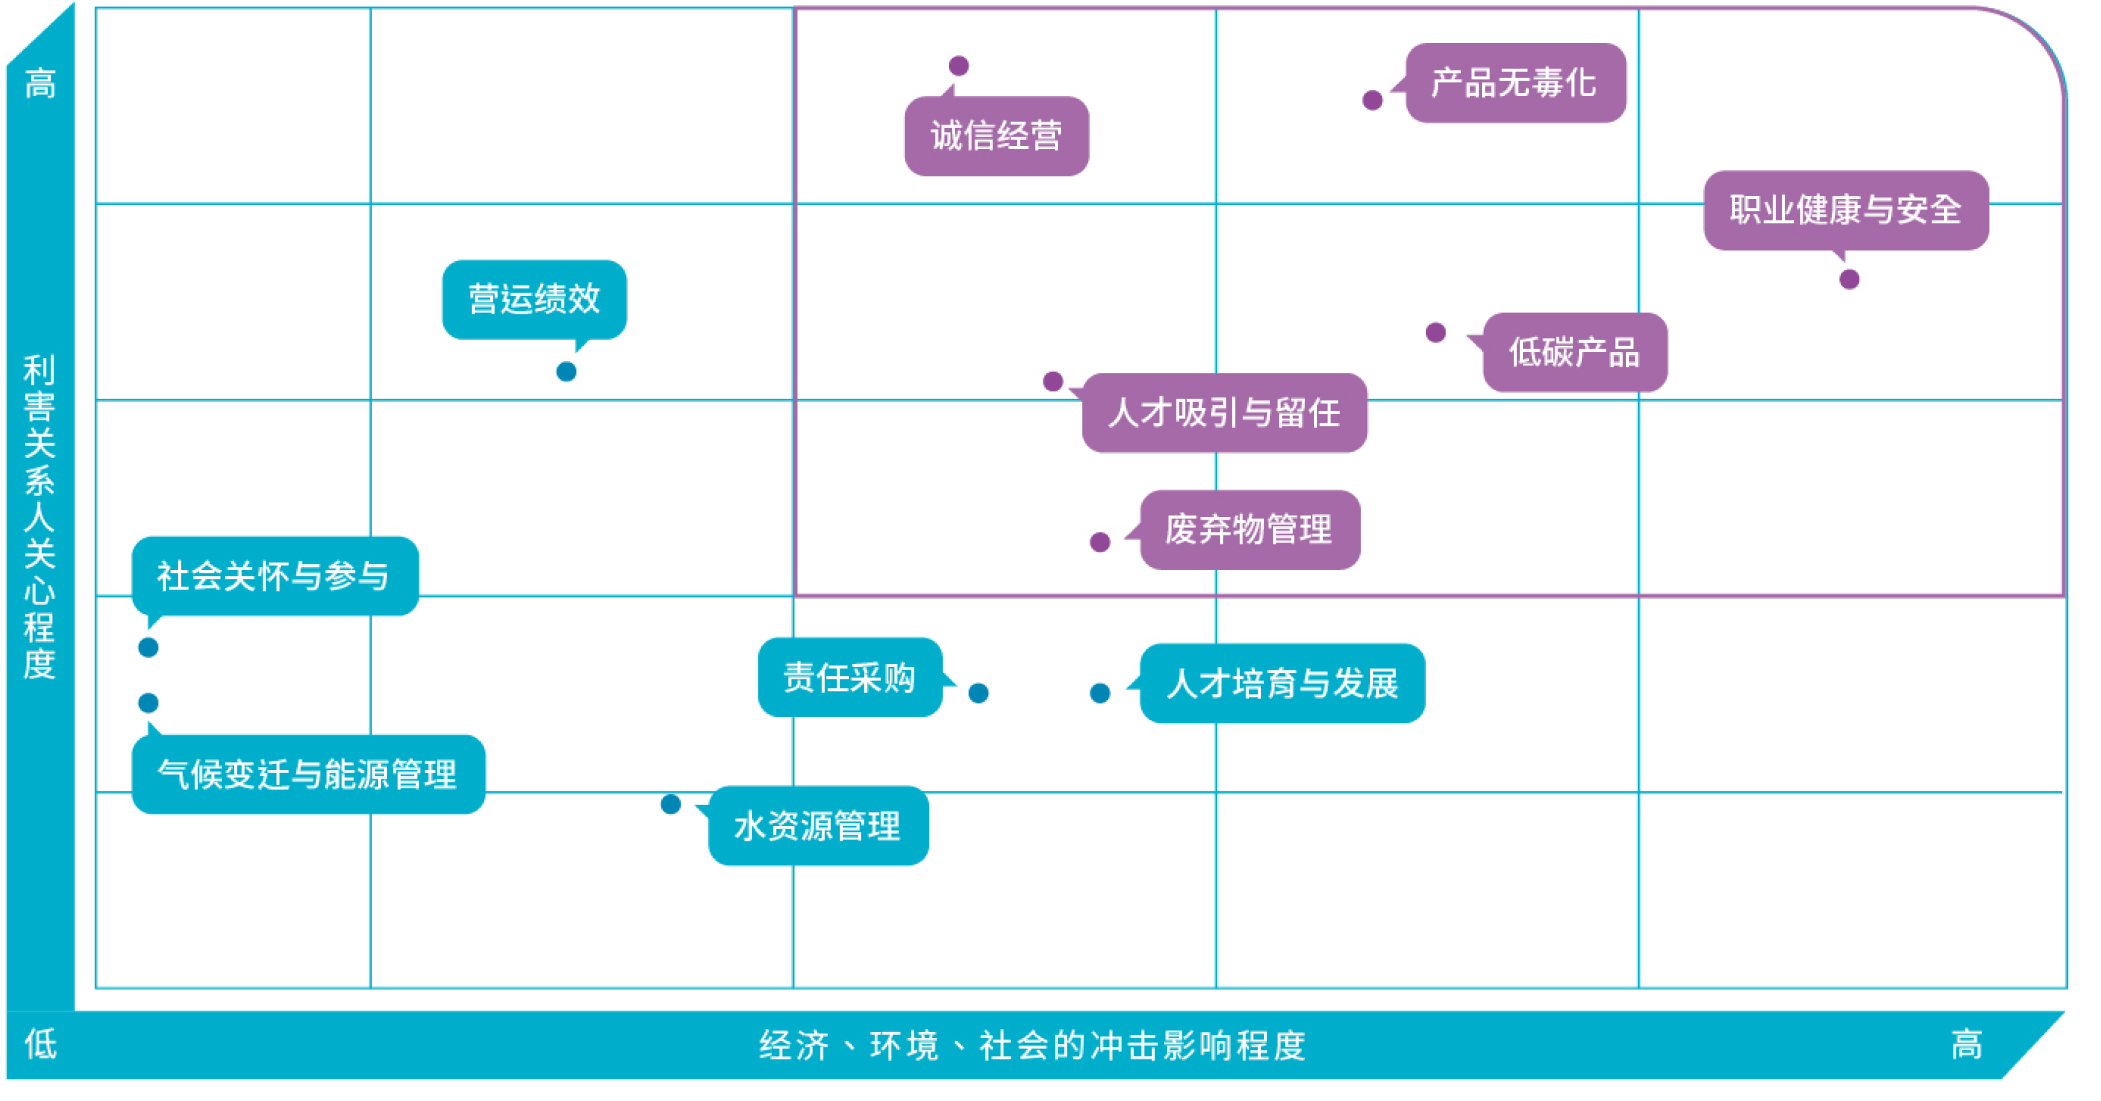 高
利害关系人关心程度
低
诚信经营
产品无毒化
职业健康与安全
营运绩效
低碳产品
人才吸引与留任
废弃物管理
社会关怀与参与
责任采购
人才培育与发展
气候变迁与能源管理
水资源管理
经济、环境、社会的冲击影响程度
高